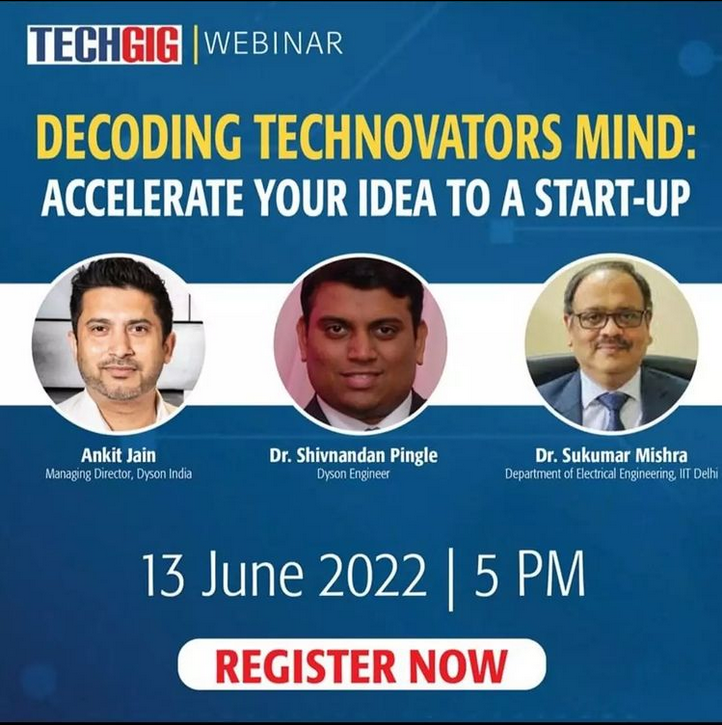 TECHGIG | WEBINAR
DECODING TECHNOVATORS MIND:
ACCELERATE YOUR IDEA TO A START-UP
Ankit Jain
Managing Director, Dyson India
Dr. Shivnandan Pingle
Dyson Engineer
Dr. Sukumar Mishra
Department of Electrical Engineering, IIT Delhi
13 June 2022 | 5 PM
REGISTER NOW